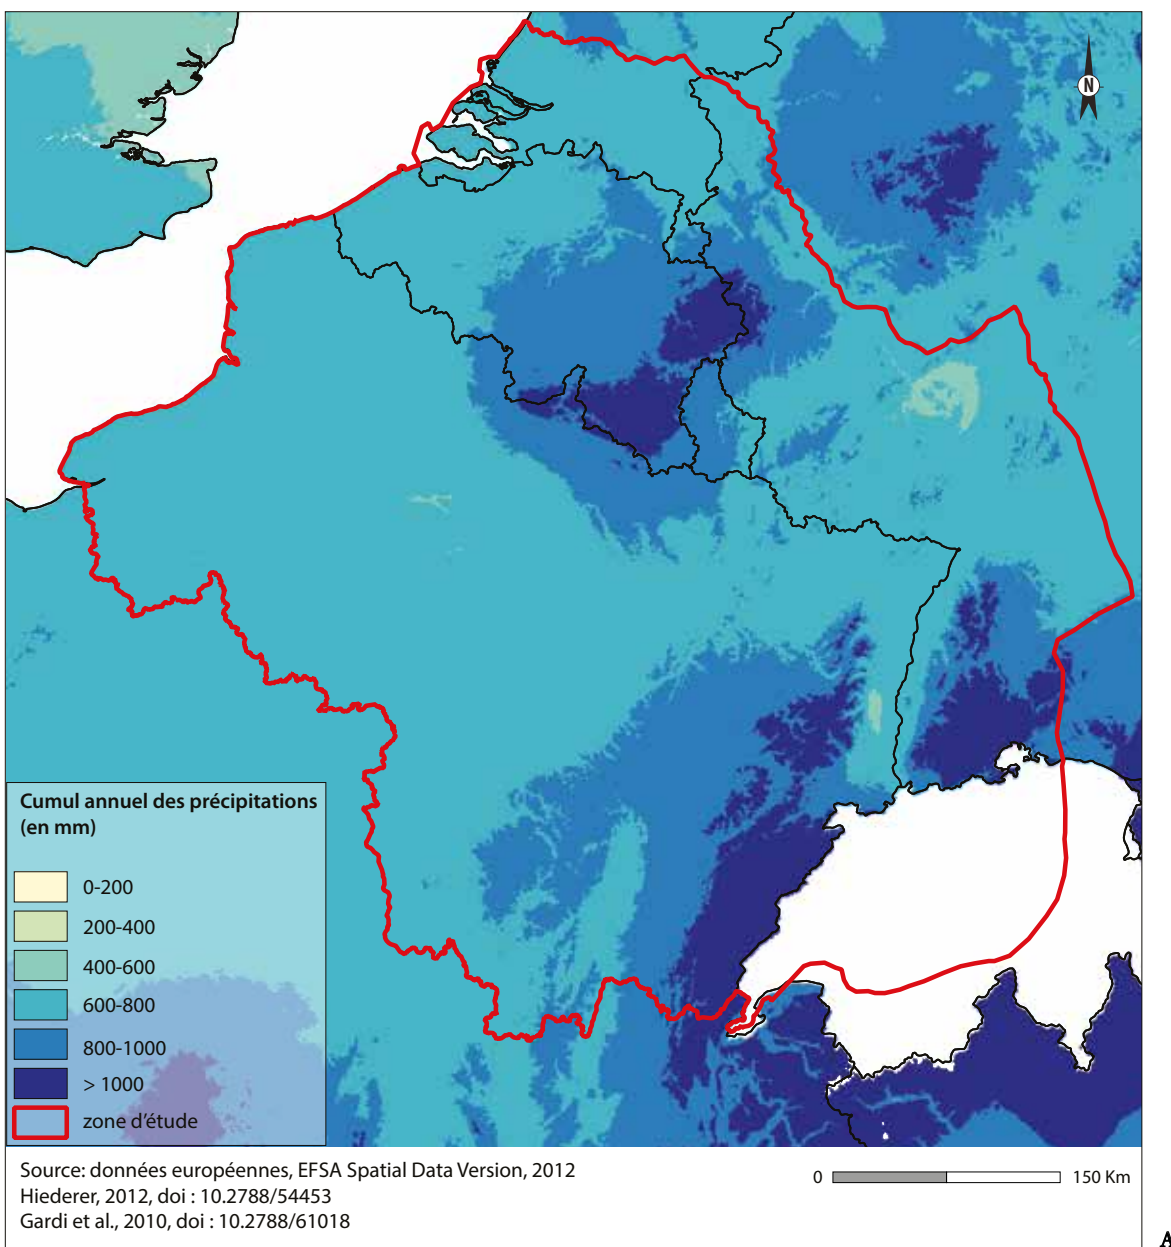 N
Cumul annuel des précipitations
(en mm)
0-200
200-400
400-600
600-800
800-1000
> 1000
zone d'étude
Source: données européennes, EFSA Spatial Data Version, 2012
Hiederer, 2012, doi : 10.2788/54453
Gardi et al., 2010, doi : 10.2788/61018
0 150 Km
A